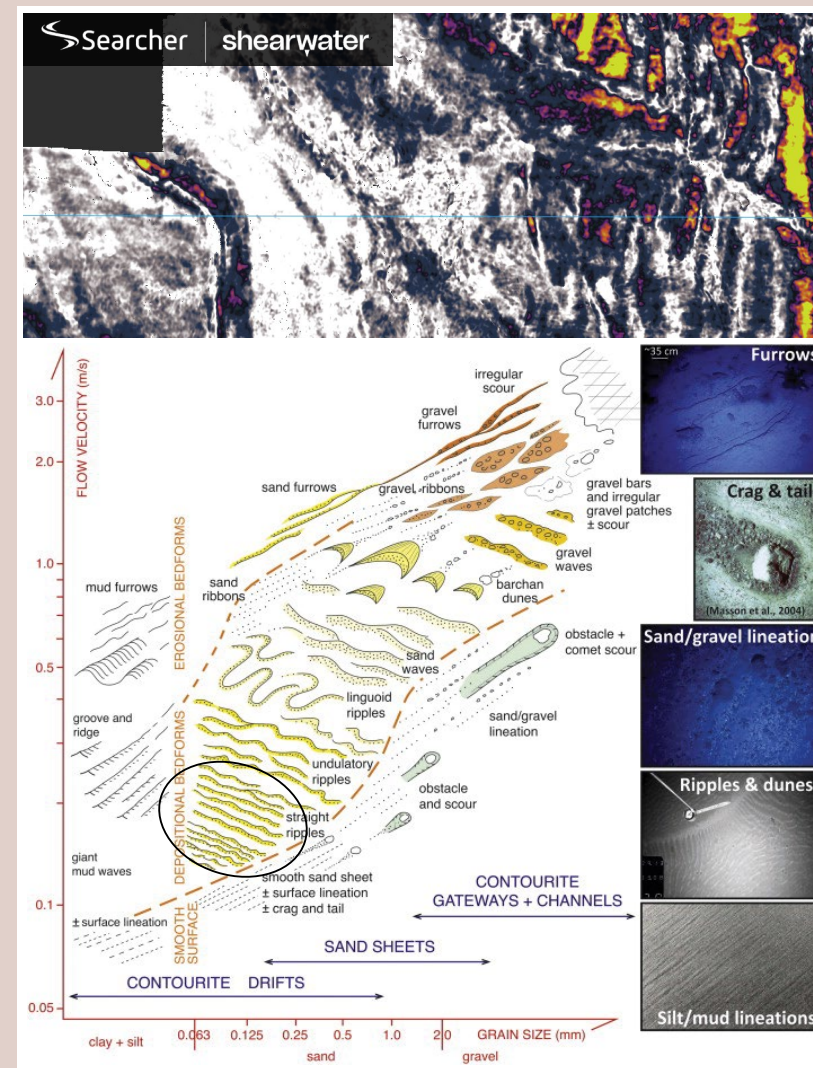 Searcher | shearwater
FLOW VELOCITY (m/s)
3.0
2.0
1.0
0.5
0.1
0.05
irregular
scour
gravel
furrows
sand furrows
gravel ribbons
gravel bars
and irregular
gravel patches
± scour
gravel
waves
sand
ribbons
barchan
dunes
mud furrows
EROSIONAL BEDFORMS
obstacle +
comet scour
sand
waves
linguoid
ripples
groove and
ridge
sand/gravel
lineation
undulatory
ripples
DEPOSITIONAL BEDFORMS
obstacle
and scour
straight
ripples
giant
mud waves
smooth sand sheet
± surface lineation
± crag and tail
± surface lineation
SMOOTH
SURFACE
CONTOURITE
GATEWAYS + CHANNELS
SAND SHEETS
CONTOURITE DRIFTS
clay + silt
0.063
0.125
0.25
0.5
1.0
2.0
GRAIN SIZE (mm)
sand
gravel
~35 cm
Furrows
Crag & tail
(Masson et al., 2004)
Sand/gravel lineation
Ripples & dunes
Silt/mud lineations